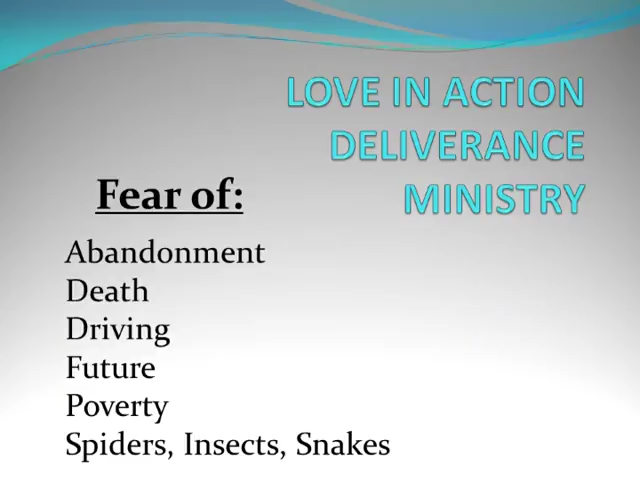 LOVE IN ACTION
DELIVERANCE
MINISTRY
Fear of:
Abandonment
Death
Driving
Future
Poverty
Spiders, Insects, Snakes